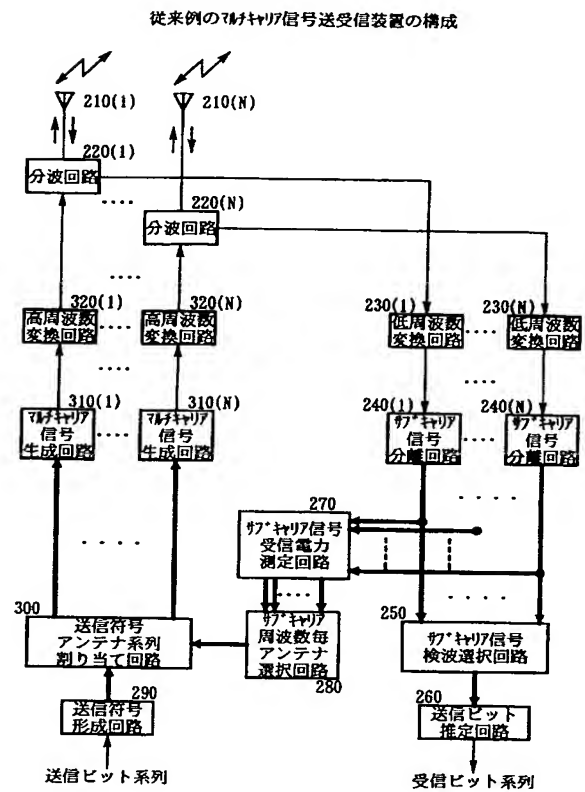 従来例のﾏﾙﾁｷｬﾘｱ信号送受信装置の構成
210(1)
210(N)
220(1)
分波回路
220(N)
分波回路
320(1)
高周波数
変換回路
320(N)
高周波数
変換回路
230(1)
低周波数
変換回路
230(N)
低周波数
変換回路
310(1)
ﾏﾙﾁｷｬﾘｱ
信号
生成回路
310(N)
ﾏﾙﾁｷｬﾘｱ
信号
生成回路
240(1)
ｻﾌﾞｷｬﾘｱ
信号
分離回路
240(N)
ｻﾌﾞｷｬﾘｱ
信号
分離回路
270
ｻﾌﾞｷｬﾘｱ信号
受信電力
測定回路
300
送信符号
アンテナ系列
割り当て回路
ｻﾌﾞｷｬﾘｱ
周波数毎
アンテナ
選択回路
280
250
ｻﾌﾞｷｬﾘｱ信号
検波選択回路
290
送信符号
形成回路
260
送信ビット
推定回路
送信ビット系列
受信ビット系列